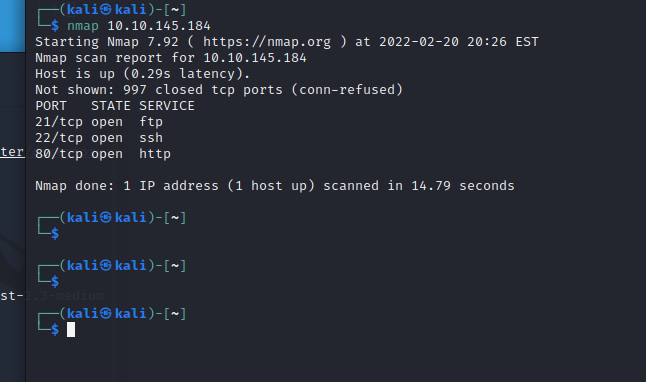 ┌──(kali㉿kali)-[~]
└─$ nmap 10.10.145.184
Starting Nmap 7.92 ( https://nmap.org ) at 2022-02-20 20:26 EST
Nmap scan report for 10.10.145.184
Host is up (0.29s latency).
Not shown: 997 closed tcp ports (conn-refused)
PORT   STATE SERVICE
21/tcp open  ftp
22/tcp open  ssh
80/tcp open  http
ter
Nmap done: 1 IP address (1 host up) scanned in 14.79 seconds
┌──(kali㉿kali)-[~]
└─$
┌──(kali㉿kali)-[~]
└─$
st-2.3-medium
┌──(kali㉿kali)-[~]
└─$